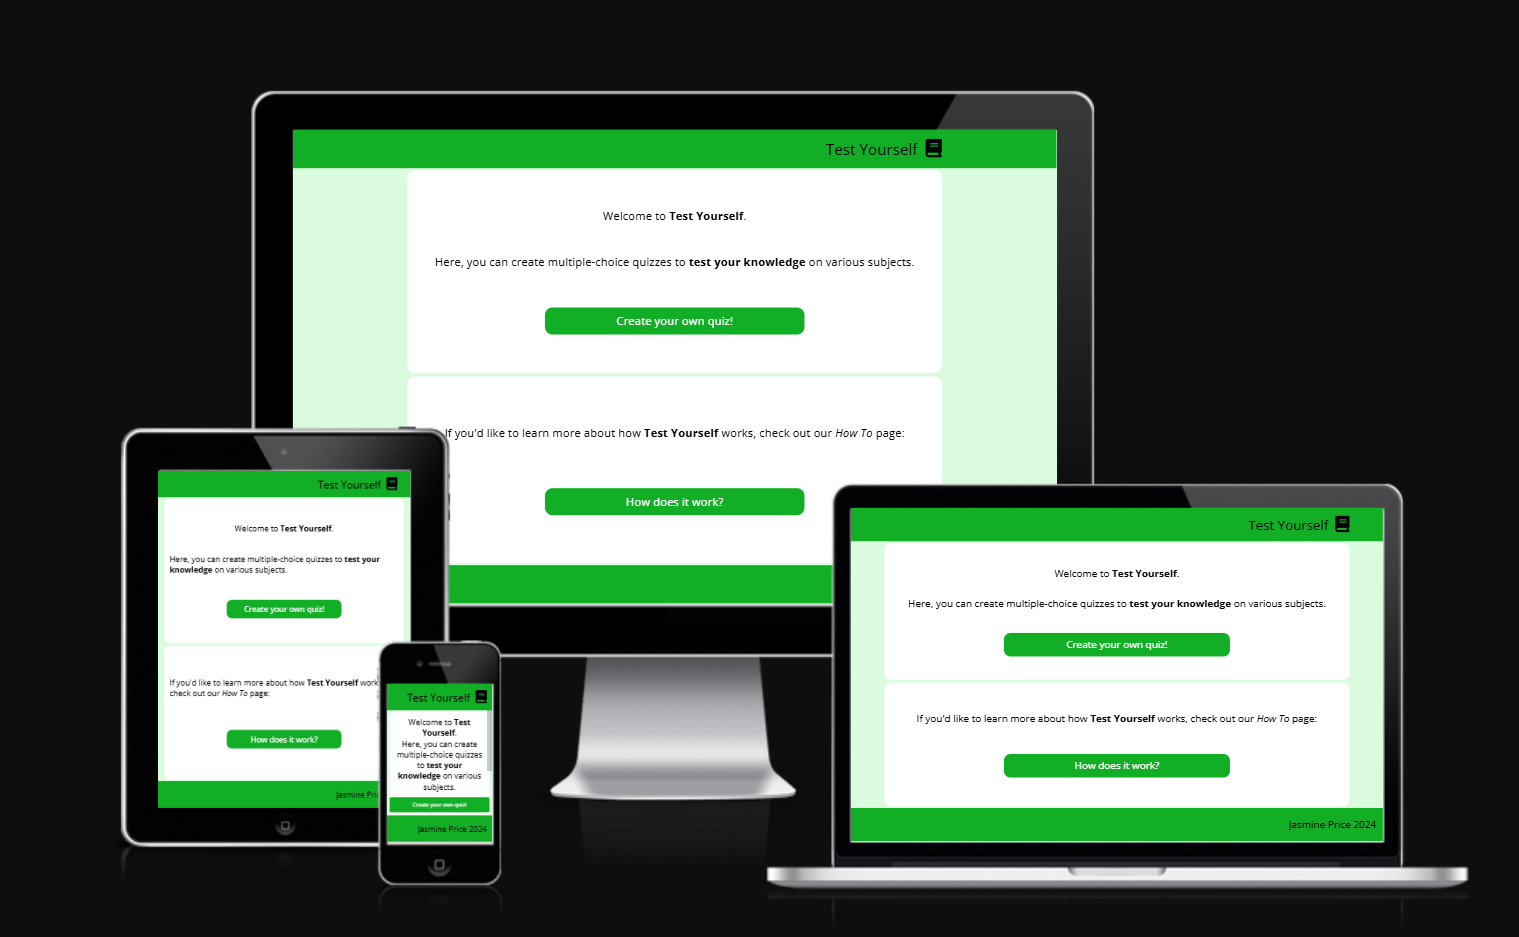 Test Yourself
Welcome to Test Yourself.
Here, you can create multiple-choice quizzes to test your knowledge on various subjects.
Create your own quiz!
If you'd like to learn more about how Test Yourself works, check out our How To page:
How does it work?
Test Yourself
Welcome to Test Yourself.
Here, you can create multiple-choice quizzes to test your
knowledge on various subjects.
Create your own quiz!
If you'd like to learn more about how Test Yourself work
check out our How To page:
How does it work?
Jasmine Pric
Test Yourself
Welcome to Test
Yourself.
Here, you can create
multiple-choice quizzes
to test your
knowledge on various
subjects.
Create your own quiz!
Jasmine Price 2024
Test Yourself
Welcome to Test Yourself.
Here, you can create multiple-choice quizzes to test your knowledge on various subjects.
Create your own quiz!
If you'd like to learn more about how Test Yourself works, check out our How To page:
How does it work?
Jasmine Price 2024